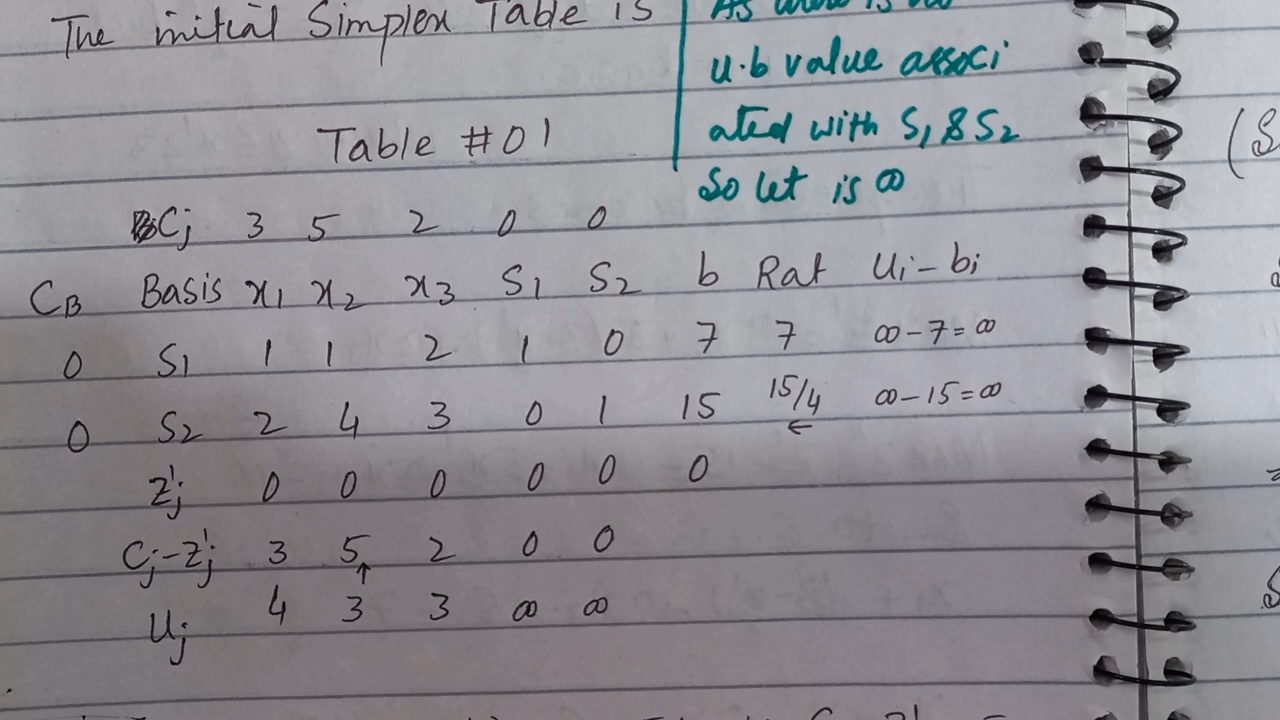 The initial Simplex Table is
u.b value associ
ated with S1 & S2
So let is ∞
Table #01
Cj 3 5 2 0 0
CB Basis x1 x2 x3 S1 S2 b Rat Ui - bi
0 S1 1 1 2 1 0 7 7 ∞-7=∞
0 S2 2 4 3 0 1 15 15/4 ∞-15=∞
←
Zj 0 0 0 0 0 0
Cj-Zj 3 5 2 0 0
↑
Uj 4 3 3 ∞ ∞
(S